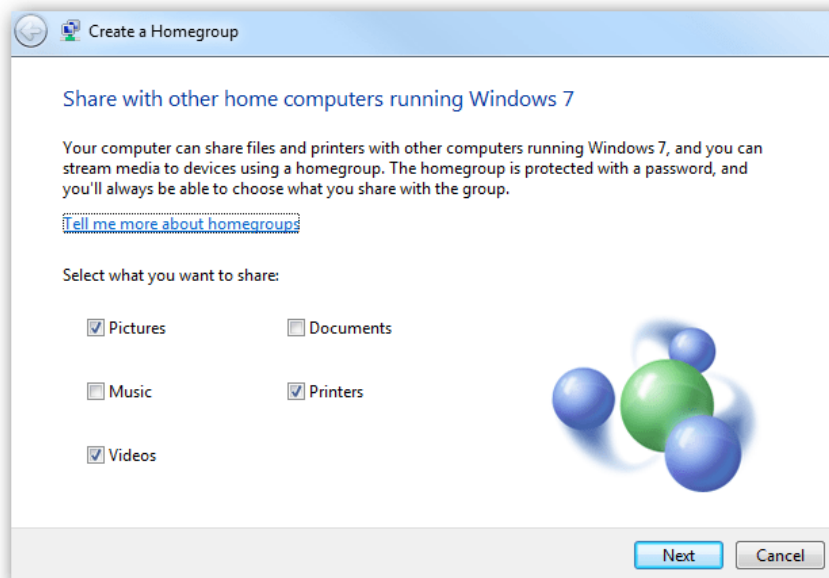 Create a Homegroup
Share with other home computers running Windows 7
Your computer can share files and printers with other computers running Windows 7, and you can
stream media to devices using a homegroup. The homegroup is protected with a password, and
you'll always be able to choose what you share with the group.
Tell me more about homegroups
Select what you want to share:
Pictures Documents
Music Printers
Videos
Next Cancel